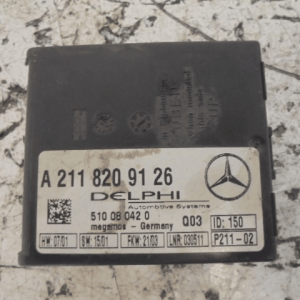 A 211 820 91 26
DELPHI
Automotive Systems
510 08 042 0
megamos - Germany
Q03
ID: 150
HW: 07/01
SW: 15/01
FKW: 21/03
LNR: 030511
P211-02